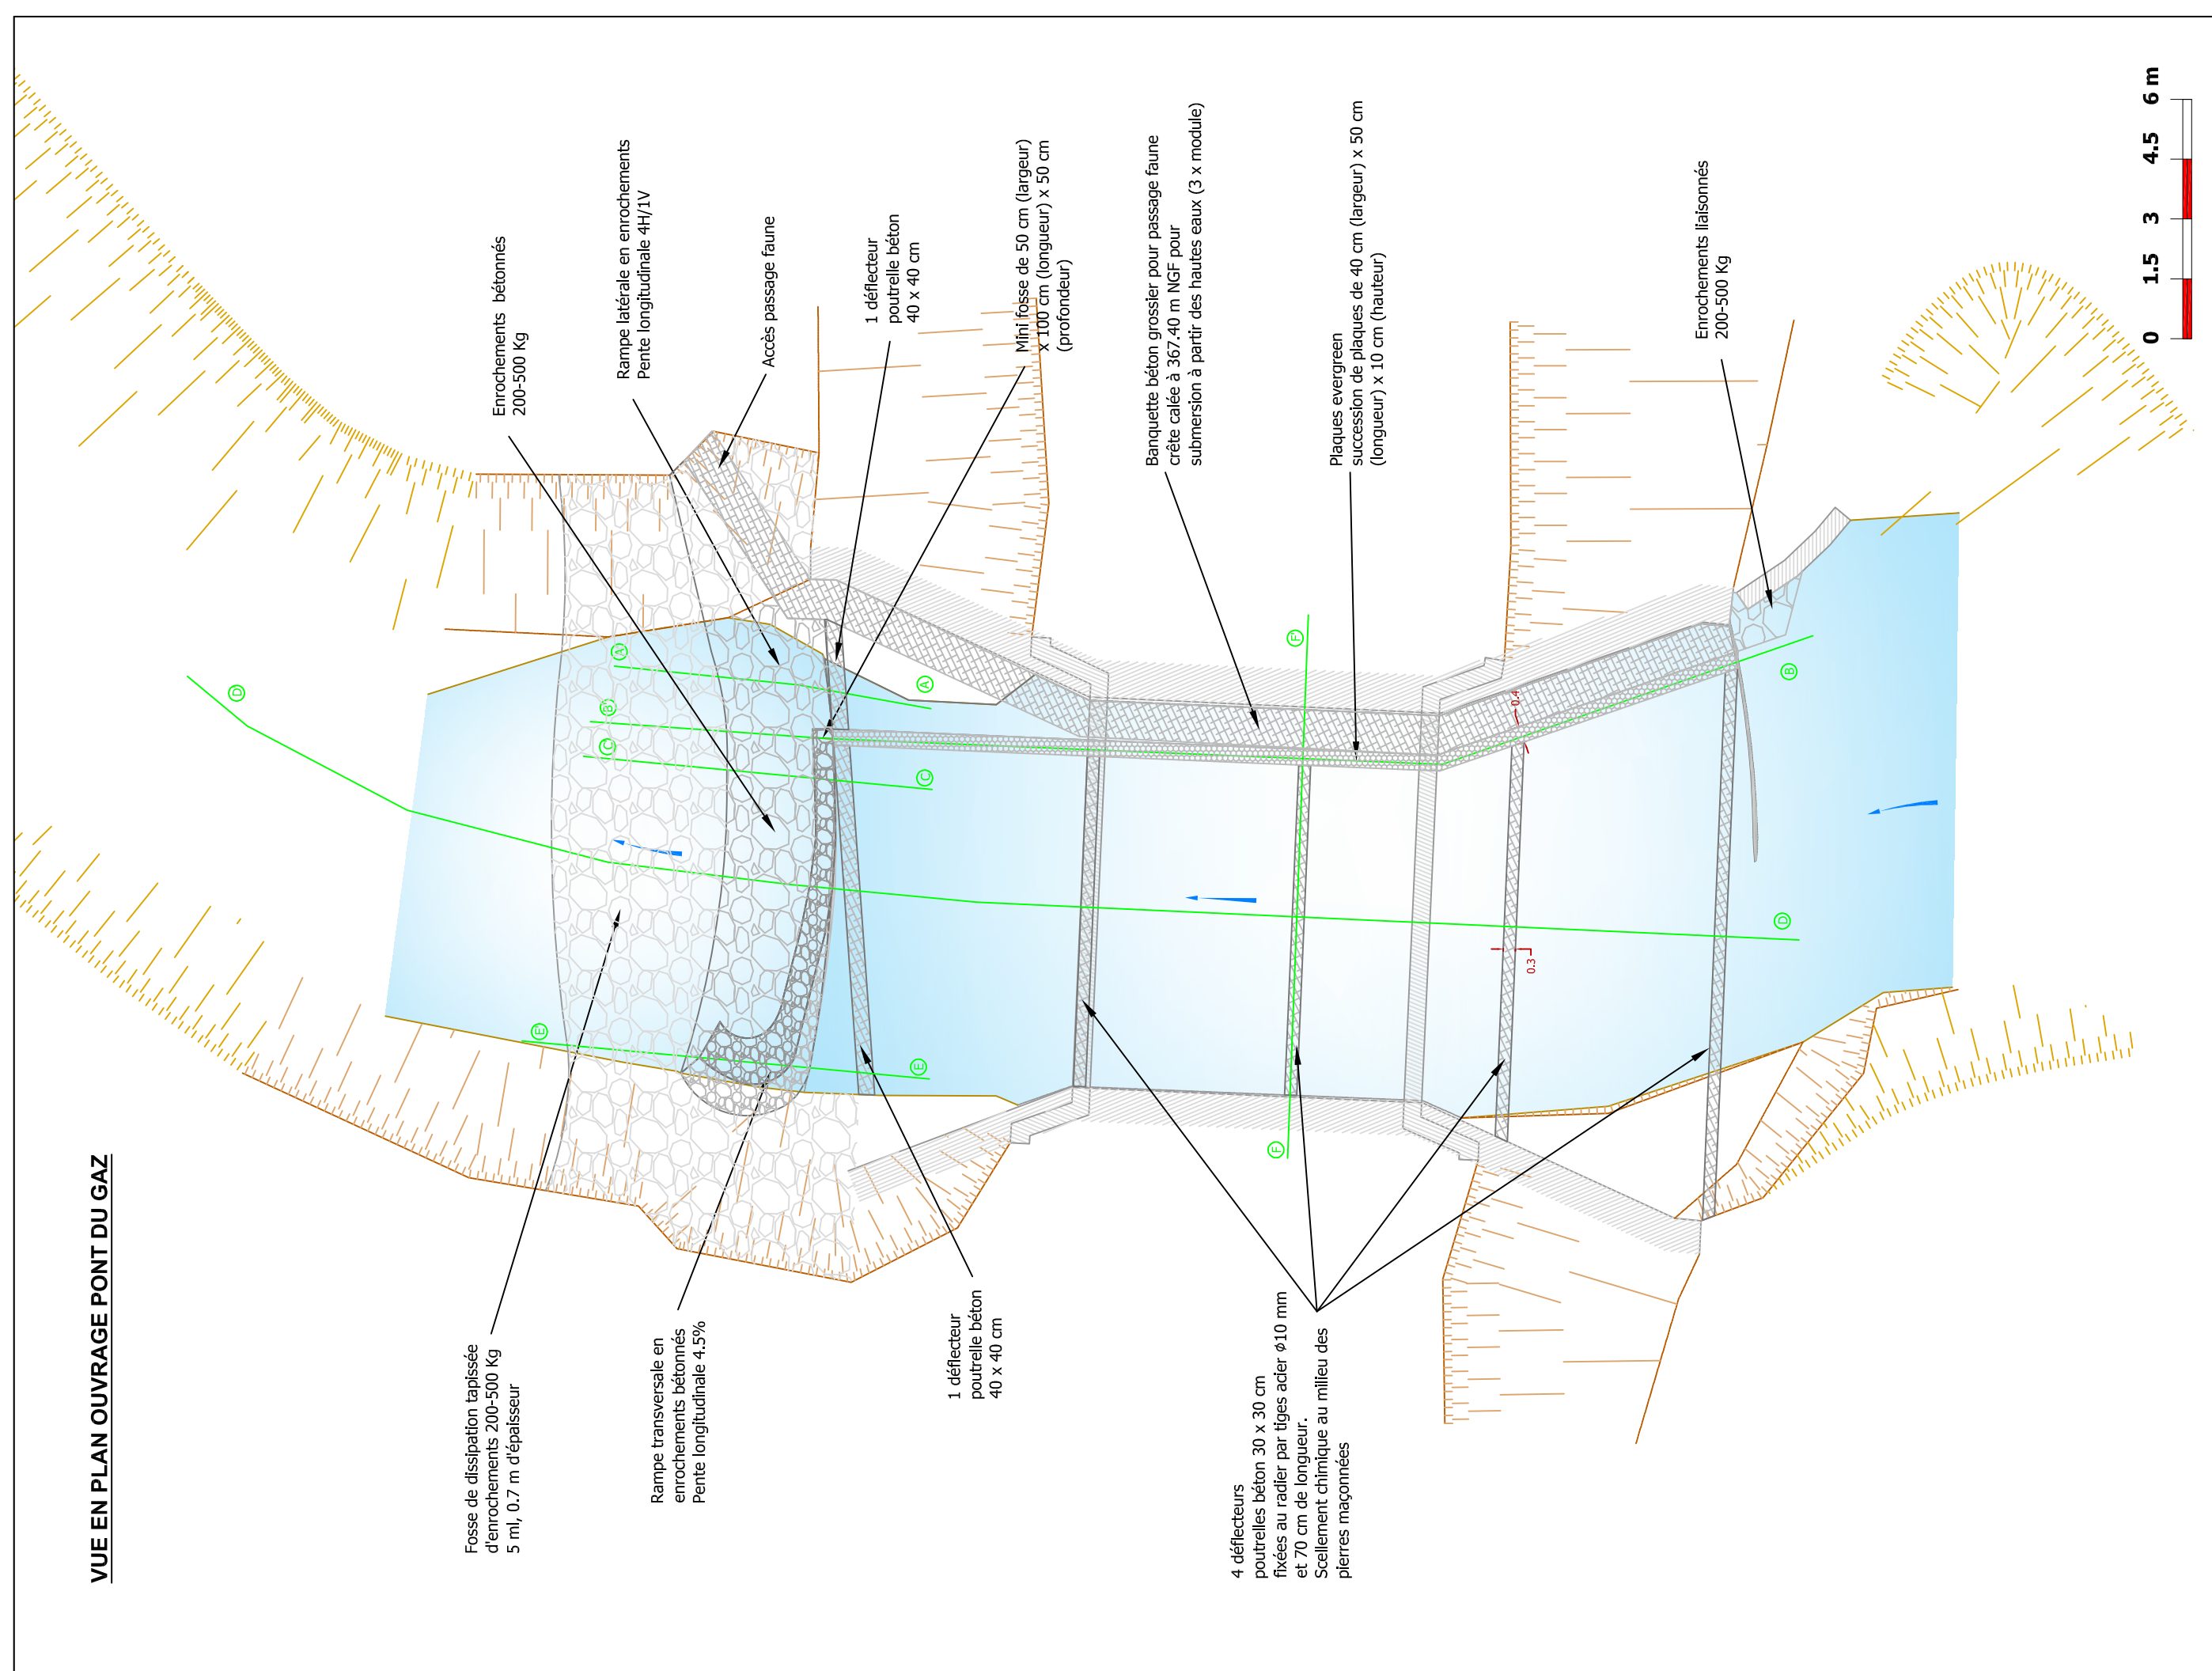 VUE EN PLAN OUVRAGE PONT DU GAZ
Enrochements bétonnés
200-500 Kg
Rampe latérale en enrochements
Pente longitudinale 4H/1V
Accès passage faune
1 déflecteur
poutrelle béton
40 x 40 cm
Mini fosse de 50 cm (largeur)
x 100 cm (longueur) x 50 cm
(profondeur)
Banquette béton grossier pour passage faune
crête calée à 367.40 m NGF pour
submersion à partir des hautes eaux (3 x module)
Plaques evergreen
succession de plaques de 40 cm (largeur) x 50 cm
(longueur) x 10 cm (hauteur)
Enrochements liaisonnés
200-500 Kg
0 1.5 3 4.5 6 m
Fosse de dissipation tapissée
d'enrochements 200-500 Kg
5 ml, 0.7 m d'épaisseur
Rampe transversale en
enrochements bétonnés
Pente longitudinale 4.5%
1 déflecteur
poutrelle béton
40 x 40 cm
4 déflecteurs
poutrelles béton 30 x 30 cm
fixées au radier par tiges acier ϕ10 mm
et 70 cm de longueur.
Scellement chimique au milieu des
pierres maçonnées
D
A
A
B
B
C
C
E
E
F
F
D
0.4
0.3